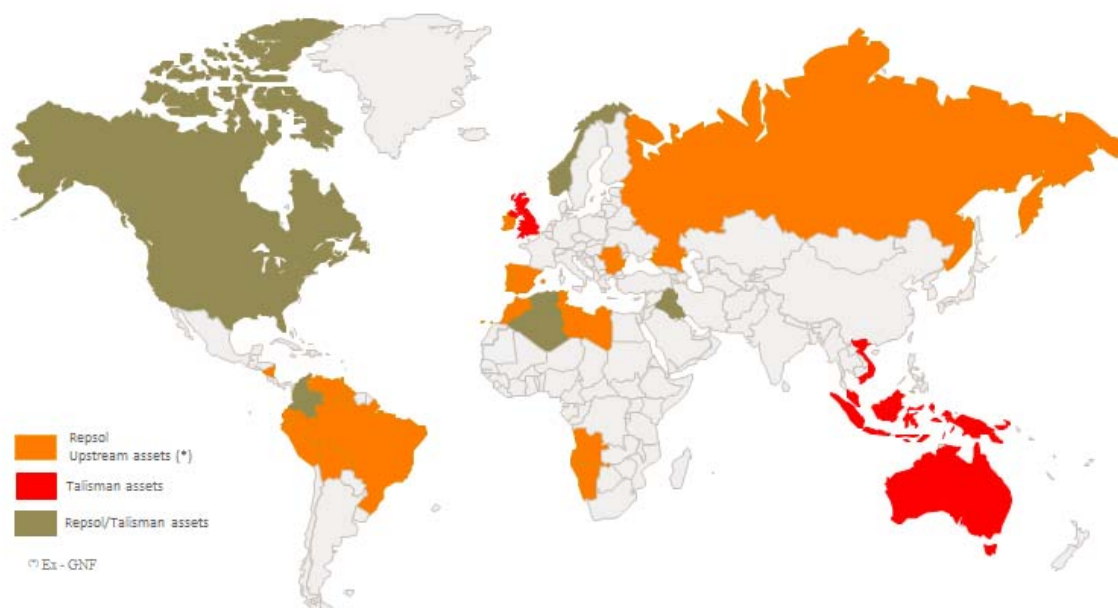 Repsol
Upstream assets (*)
Talisman assets
Repsol/Talisman assets
(*) Ex - GNF